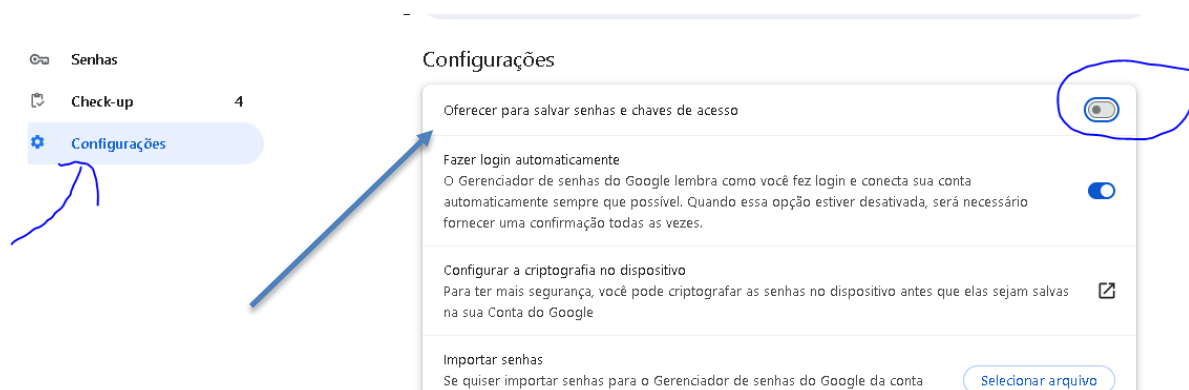 Senhas
Check-up 4
Configurações
Configurações
Oferecer para salvar senhas e chaves de acesso
Fazer login automaticamente
O Gerenciador de senhas do Google lembra como você fez login e conecta sua conta
automaticamente sempre que possível. Quando essa opção estiver desativada, será necessário
fornecer uma confirmação todas as vezes.
Configurar a criptografia no dispositivo
Para ter mais segurança, você pode criptografar as senhas no dispositivo antes que elas sejam salvas
na sua Conta do Google
Importar senhas
Se quiser importar senhas para o Gerenciador de senhas do Google da conta
Selecionar arquivo